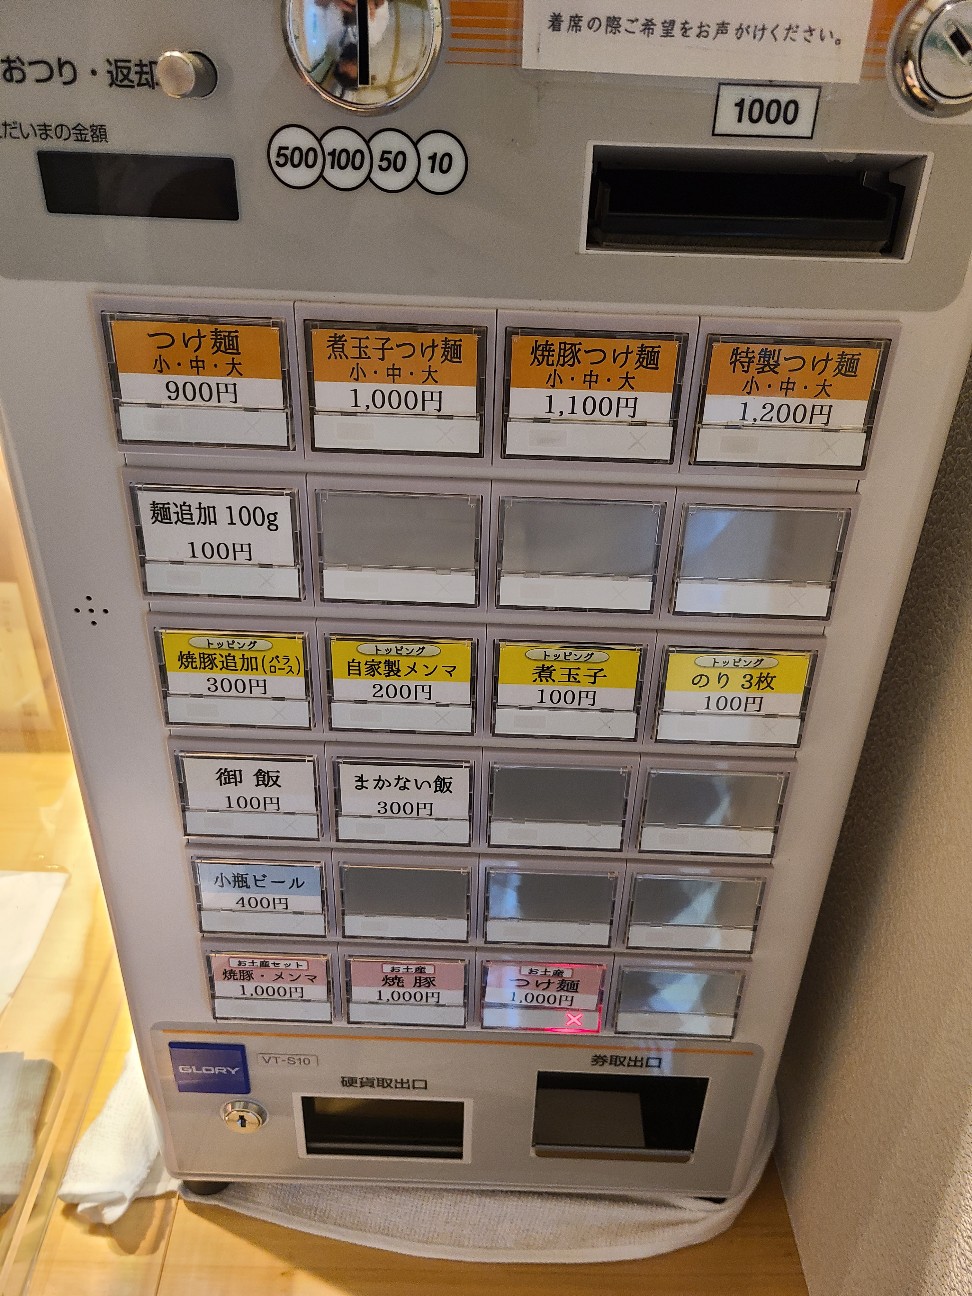 着席の際ご希望をお声がけください。
おつり・返却
だいまの金額
500 100 50 10
1000
つけ麺
小・中・大
900円
煮玉子つけ麺
小・中・大
1,000円
焼豚つけ麺
小・中・大
1,100円
特製つけ麺
小・中・大
1,200円
麺追加 100g
100円
トッピング
焼豚追加(バラ ロース)
300円
トッピング
自家製メンマ
200円
トッピング
煮玉子
100円
トッピング
のり 3枚
100円
御飯
100円
まかない飯
300円
小瓶ビール
400円
お土産セット
焼豚・メンマ
1,000円
お土産
焼豚
1,000円
お土産
つけ麺
1,000円
GLORY
VT-S10
硬貨取出口
券取出口